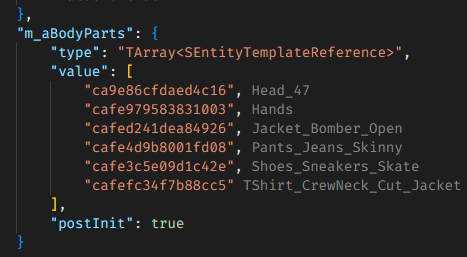 },
"m_aBodyParts": {
"type": "TArray<SEntityTemplateReference>",
"value": [
"ca9e86cfdaed4c16", Head_47
"cafe979583831003", Hands
"cafed241dea84926", Jacket_Bomber_Open
"cafe4d9b8001fd08", Pants_Jeans_Skinny
"cafe3c5e09d1c42e", Shoes_Sneakers_Skate
"cafefc34f7b88cc5" TShirt_CrewNeck_Cut_Jacket
],
"postInit": true
}